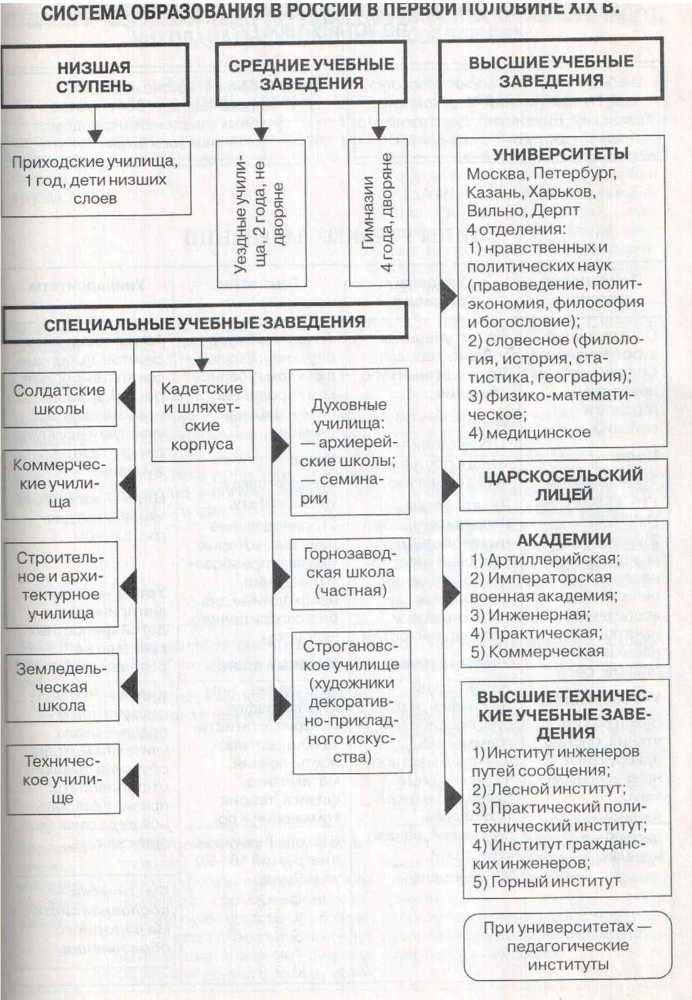 СИСТЕМА ОБРАЗОВАНИЯ В РОССИИ В ПЕРВОЙ ПОЛОВИНЕ XIX В.
НИЗШАЯ
СТУПЕНЬ
СРЕДНИЕ УЧЕБНЫЕ
ЗАВЕДЕНИЯ
ВЫСШИЕ УЧЕБНЫЕ
ЗАВЕДЕНИЯ
Приходские училища,
1 год, дети низших
слоев
Уездные учили-
ща, 2 года, не
дворяне
Гимназии
4 года, дворяне
УНИВЕРСИТЕТЫ
Москва, Петербург,
Казань, Харьков,
Вильно, Дерпт
4 отделения:
1) нравственных и
политических наук
(правоведение, полит-
экономия, философия
и богословие);
2) словесное (филоло-
гия, история, ста-
тистика, география);
3) физико-математи-
ческое;
4) медицинское
СПЕЦИАЛЬНЫЕ УЧЕБНЫЕ ЗАВЕДЕНИЯ
Солдатские
школы
Кадетские
и шляхет-
ские
корпуса
Духовные
училища:
— архиерей-
ские школы;
— семина-
рии
Коммерчес-
кие учили-
ща
ЦАРСКОСЕЛЬСКИЙ
ЛИЦЕЙ
Строитель-
ное и архи-
тектурное
училища
Горнозавод-
ская школа
(частная)
АКАДЕМИИ
1) Артиллерийская;
2) Императорская
военная академия;
3) Инженерная;
4) Практическая;
5) Коммерческая
Земледель-
ческая
школа
Строгановс-
кое училище
(художники
декоратив-
но-приклад-
ного искус-
ства)
Техничес-
кое учили-
ще
ВЫСШИЕ ТЕХНИЧЕС-
КИЕ УЧЕБНЫЕ ЗАВЕ-
ДЕНИЯ
1) Институт инженеров
путей сообщения;
2) Лесной институт;
3) Практический поли-
технический институт;
4) Институт гражданс-
ких инженеров;
5) Горный институт
При университетах —
педагогические
институты